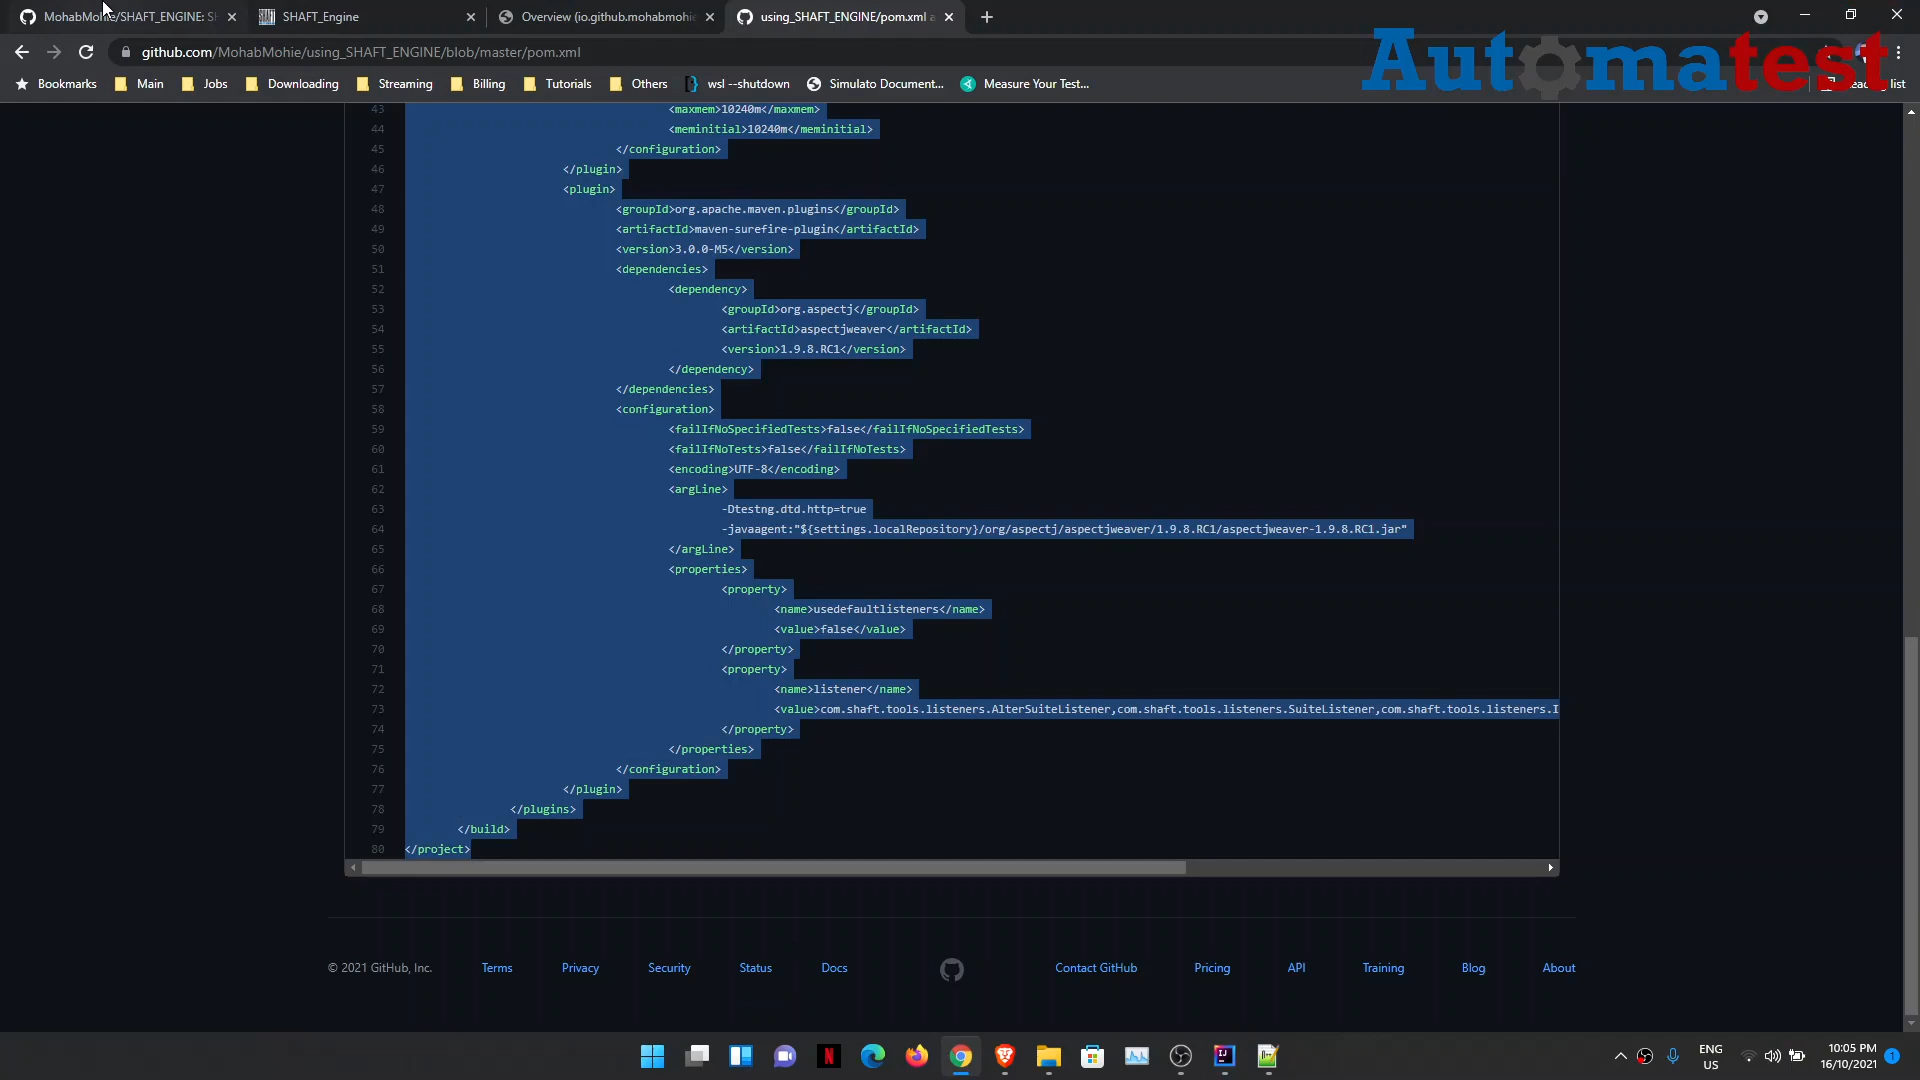 MohabMohie/SHAFT_ENGINE: S
SHAFT_Engine
Overview (io.github.mohabmohie
using_SHAFT_ENGINE/pom.xml a
github.com/MohabMohie/using_SHAFT_ENGINE/blob/master/pom.xml
Bookmarks
Main
Jobs
Downloading
Streaming
Billing
Tutorials
Others
wsl --shutdown
Simulato Document...
Measure Your Test...
list
Automatest
43 <maxmem>10240m</maxmem>
44 <meminitial>10240m</meminitial>
45 </configuration>
46 </plugin>
47 <plugin>
48 <groupId>org.apache.maven.plugins</groupId>
49 <artifactId>maven-surefire-plugin</artifactId>
50 <version>3.0.0-M5</version>
51 <dependencies>
52 <dependency>
53 <groupId>org.aspectj</groupId>
54 <artifactId>aspectjweaver</artifactId>
55 <version>1.9.8.RC1</version>
56 </dependency>
57 </dependencies>
58 <configuration>
59 <failIfNoSpecifiedTests>false</failIfNoSpecifiedTests>
60 <failIfNoTests>false</failIfNoTests>
61 <encoding>UTF-8</encoding>
62 <argLine>
63 -Dtestng.dtd.http=true
64 -javaagent:"${settings.localRepository}/org/aspectj/aspectjweaver/1.9.8.RC1/aspectjweaver-1.9.8.RC1.jar"
65 </argLine>
66 <properties>
67 <property>
68 <name>usedefaultlisteners</name>
69 <value>false</value>
70 </property>
71 <property>
72 <name>listener</name>
73 <value>com.shaft.tools.listeners.AlterSuiteListener,com.shaft.tools.listeners.SuiteListener,com.shaft.tools.listeners.I
74 </property>
75 </properties>
76 </configuration>
77 </plugin>
78 </plugins>
79 </build>
80 </project>
© 2021 GitHub, Inc.
Terms
Privacy
Security
Status
Docs
Contact GitHub
Pricing
API
Training
Blog
About
ENG
US
10:05 PM
16/10/2021
1